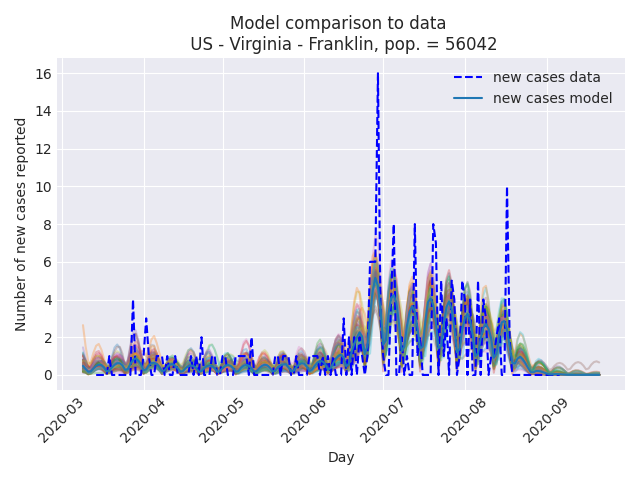 Model comparison to data
US - Virginia - Franklin, pop. = 56042
new cases data
new cases model
Number of new cases reported
16
14
12
10
8
6
4
2
0
2020-03
2020-04
2020-05
2020-06
2020-07
2020-08
2020-09
Day